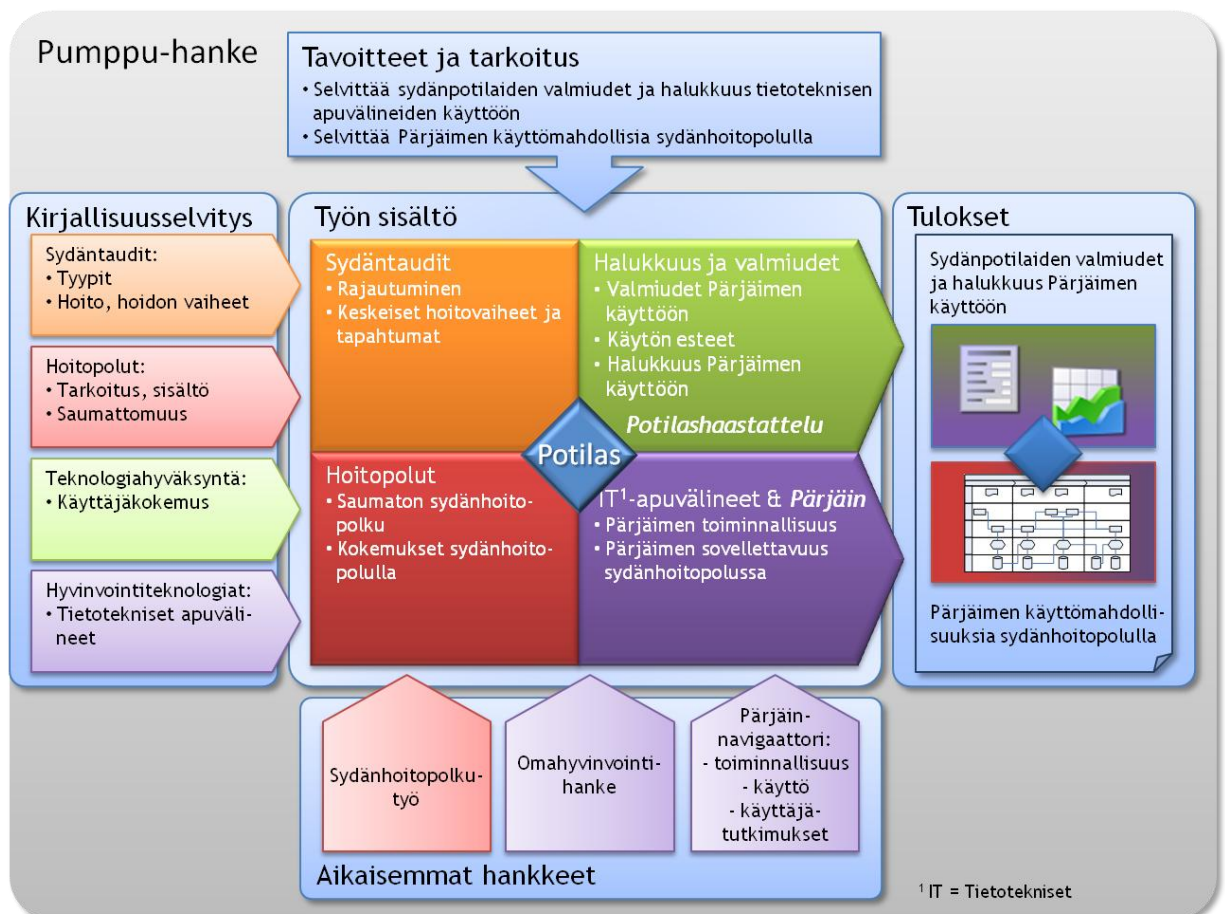 Pumppu-hanke
Tavoitteet ja tarkoitus
• Selvittää sydänpotilaiden valmiudet ja halukkuus tietoteknisen
apuvälineiden käyttöön
• Selvittää Pärjäimen käyttömahdollisia sydänhoitopolulla
Kirjallisuusselvitys
Sydäntaudit:
• Tyypit
• Hoito, hoidon vaiheet
Hoitopolut:
• Tarkoitus, sisältö
• Saumattomuus
Teknologiahyväksyntä:
• Käyttäjäkokemus
Hyvinvointiteknologiat:
• Tietotekniset apuväli-
neet
Työn sisältö
Sydäntaudit
• Rajautuminen
• Keskeiset hoitovaiheet ja
tapahtumat
Halukkuus ja valmiudet
• Valmiudet Pärjäimen
käyttöön
• Käytön esteet
• Halukkuus Pärjäimen
käyttöön
Potilashaastattelu
Potilas
Hoitopolut
• Saumaton sydänhoito-
polku
• Kokemukset sydänhoito-
polulla
IT¹-apuvälineet & Pärjäin
• Pärjäimen toiminnallisuus
• Pärjäimen sovellettavuus
sydänhoitopolussa
Tulokset
Sydänpotilaiden valmiudet
ja halukkuus Pärjäimen
käyttöön
Pärjäimen käyttömahdolli-
suuksia sydänhoitopolulla
Sydänhoitopolku-
työ
Omahyvinvointi-
hanke
Pärjäin-
navigaattori:
- toiminnallisuus
- käyttö
- käyttäjä-
tutkimukset
Aikaisemmat hankkeet
¹ IT = Tietotekniset